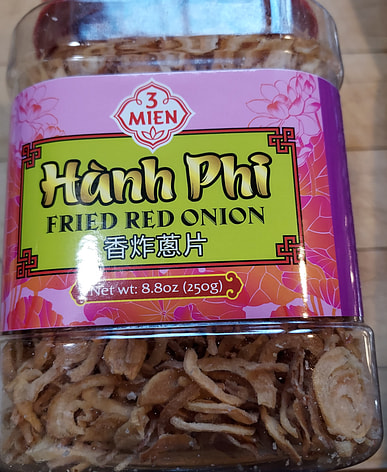 3
MIEN
Hành Phi
FRIED RED ONION
香炸蔥片
Net wt: 8.8oz (250g)